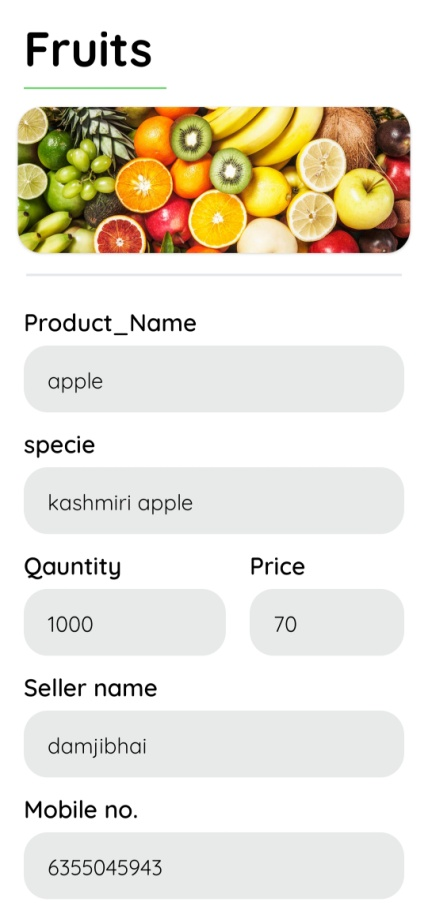 Fruits
Product_Name
apple
specie
kashmiri apple
Qauntity Price
1000 70
Seller name
damjibhai
Mobile no.
6355045943